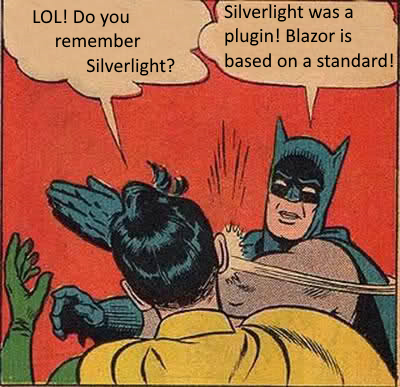 LOL! Do you
remember
Silverlight?
Silverlight was a
plugin! Blazor is
based on a standard!